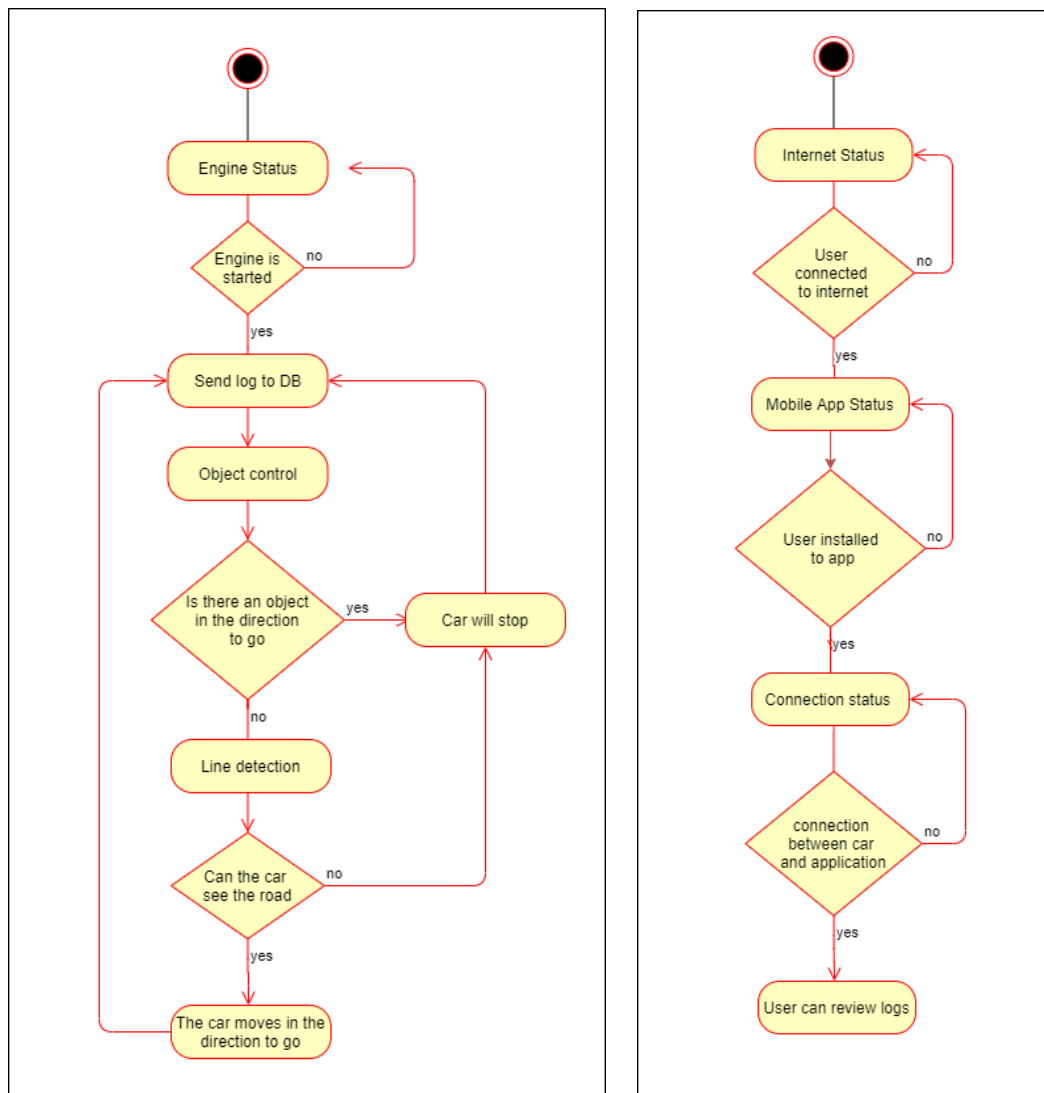 Engine Status
Engine is
started
no
yes
Send log to DB
Object control
Is there an object
in the direction
to go
yes
Car will stop
no
Line detection
Can the car
see the road
no
yes
The car moves in the
direction to go
Internet Status
User
connected
to internet
no
yes
Mobile App Status
User installed
to app
no
yes
Connection status
connection
between car
and application
no
yes
User can review logs